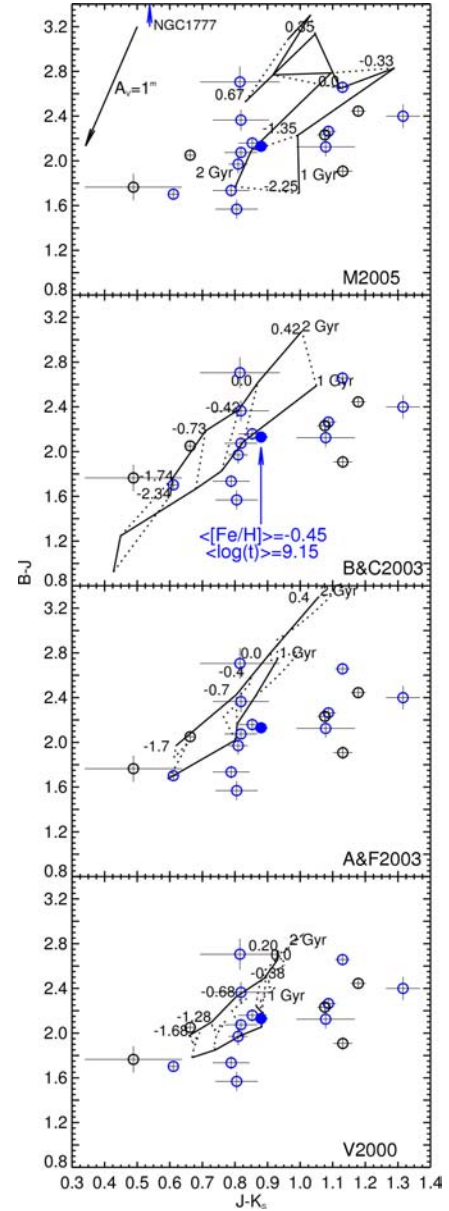 3.2
NGC1777
0.35
2.8
Aᵥ=1ᵐ
0.67
0.0
-0.33
2.4
-1.35
2.0
2 Gyr
-2.25
1 Gyr
1.6
1.2
M2005
3.2
0.42
2 Gyr
2.8
0.0
1 Gyr
2.4
-0.42
-0.73
2.0
-1.74
1.6
-2.34
<[Fe/H]>=-0.45
<log(t)>=9.15
1.2
0.8
B&C2003
B-J
3.2
0.4
2 Gyr
2.8
0.0
1 Gyr
-0.4
2.4
-0.7
2.0
-1.7
1.6
1.2
0.8
A&F2003
3.2
2.8
0.20
2 Gyr
0.0
-0.38
2.4
-0.68
1 Gyr
-1.28
2.0
-1.68
1.6
1.2
0.8
V2000
0.3 0.4 0.5 0.6 0.7 0.8 0.9 1.0 1.1 1.2 1.3 1.4
J-Kₛ